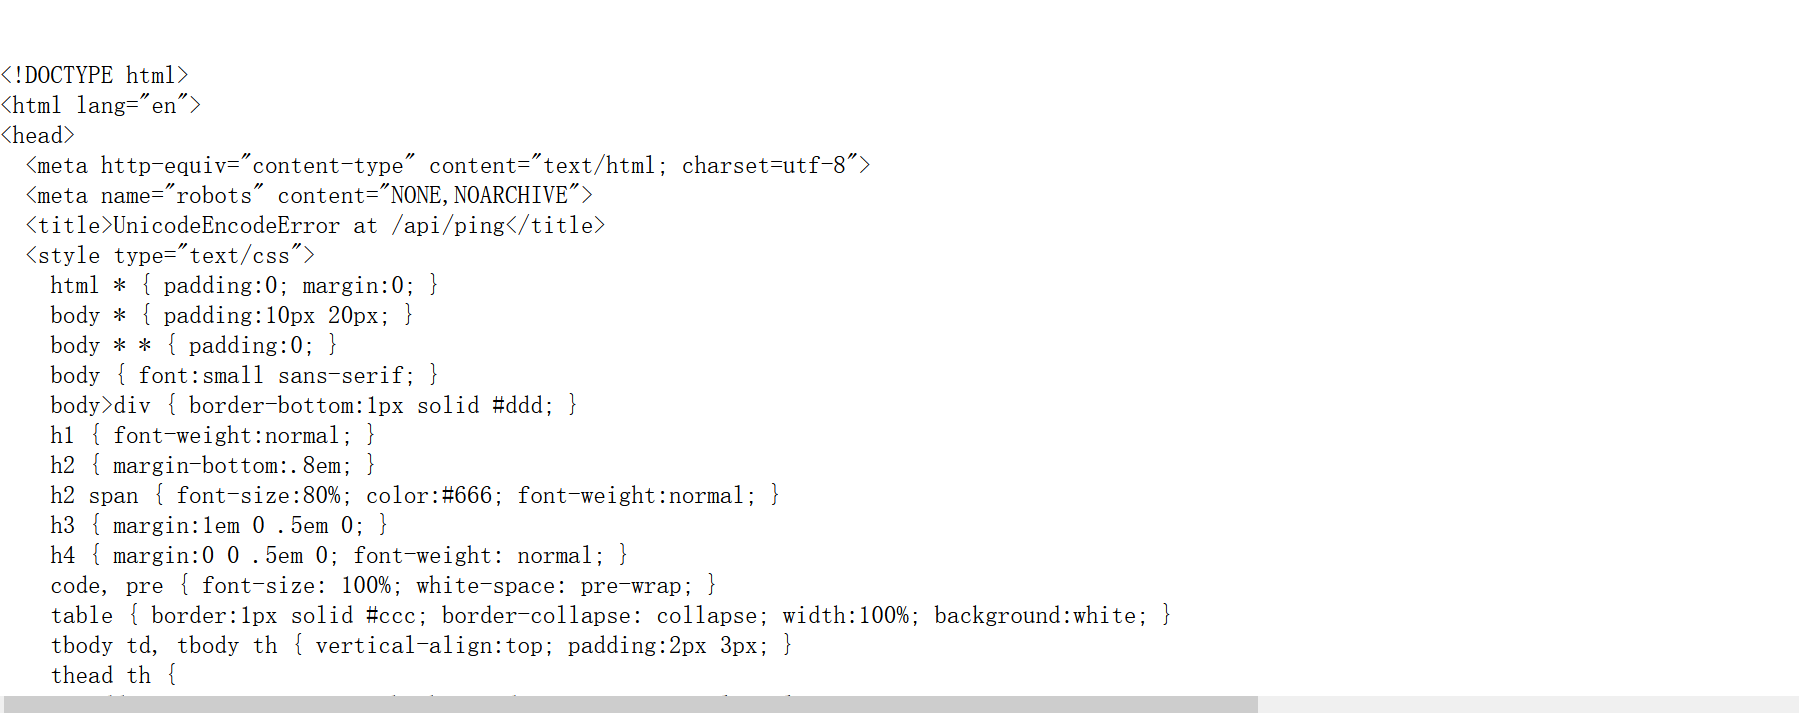 <!DOCTYPE html>
<html lang="en">
<head>
  <meta http-equiv="content-type" content="text/html; charset=utf-8">
  <meta name="robots" content="NONE,NOARCHIVE">
  <title>UnicodeEncodeError at /api/ping</title>
  <style type="text/css">
    html * { padding:0; margin:0; }
    body * { padding:10px 20px; }
    body * * { padding:0; }
    body { font:small sans-serif; }
    body>div { border-bottom:1px solid #ddd; }
    h1 { font-weight:normal; }
    h2 { margin-bottom:.8em; }
    h2 span { font-size:80%; color:#666; font-weight:normal; }
    h3 { margin:1em 0 .5em 0; }
    h4 { margin:0 0 .5em 0; font-weight: normal; }
    code, pre { font-size: 100%; white-space: pre-wrap; }
    table { border:1px solid #ccc; border-collapse: collapse; width:100%; background:white; }
    tbody td, tbody th { vertical-align:top; padding:2px 3px; }
    thead th {